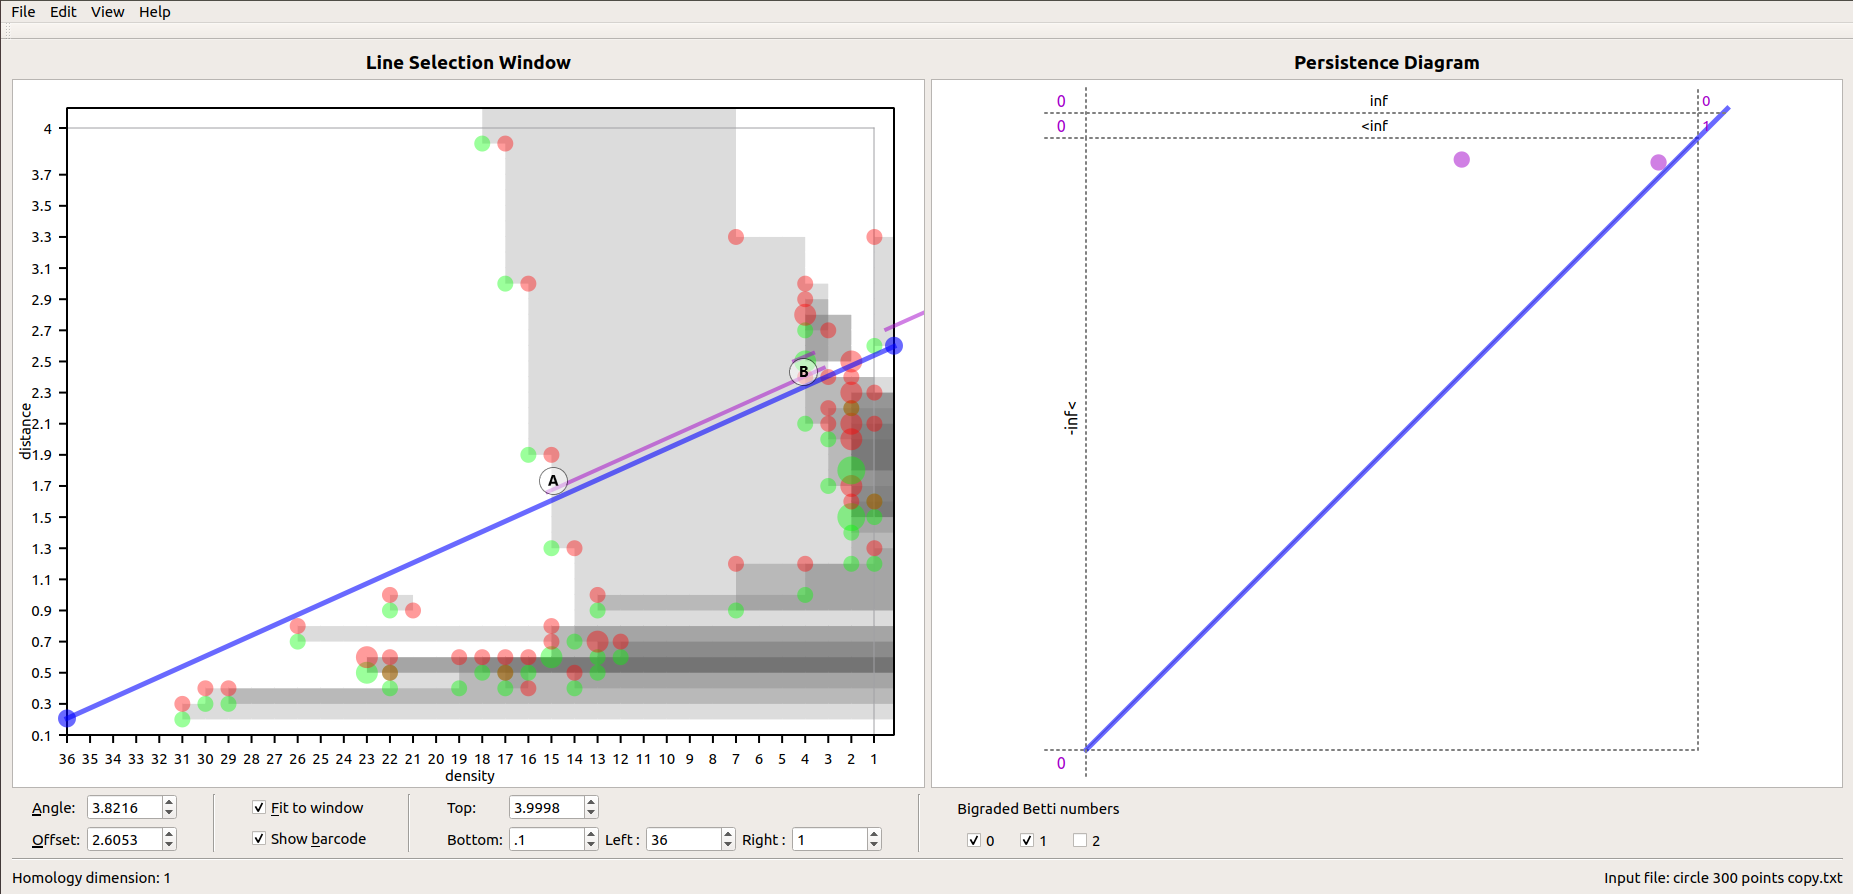 File Edit View Help
Line Selection Window
Persistence Diagram
4
3.7
3.5
3.3
3.1
2.9
2.7
2.5
2.3
2.1
1.9
1.7
1.5
1.3
1.1
0.9
0.7
0.5
0.3
0.1
distance
A
B
36 35 34 33 32 31 30 29 28 27 26 25 24 23 22 21 20 19 18 17 16 15 14 13 12 11 10 9 8 7 6 5 4 3 2 1
density
0 inf 0
0 <inf 1
-inf<
0
Angle: 3.8216
Offset: 2.6053
Fit to window
Show barcode
Top: 3.9998
Bottom: .1 Left: 36 Right: 1
Bigraded Betti numbers
0 1 2
Homology dimension: 1
Input file: circle 300 points copy.txt